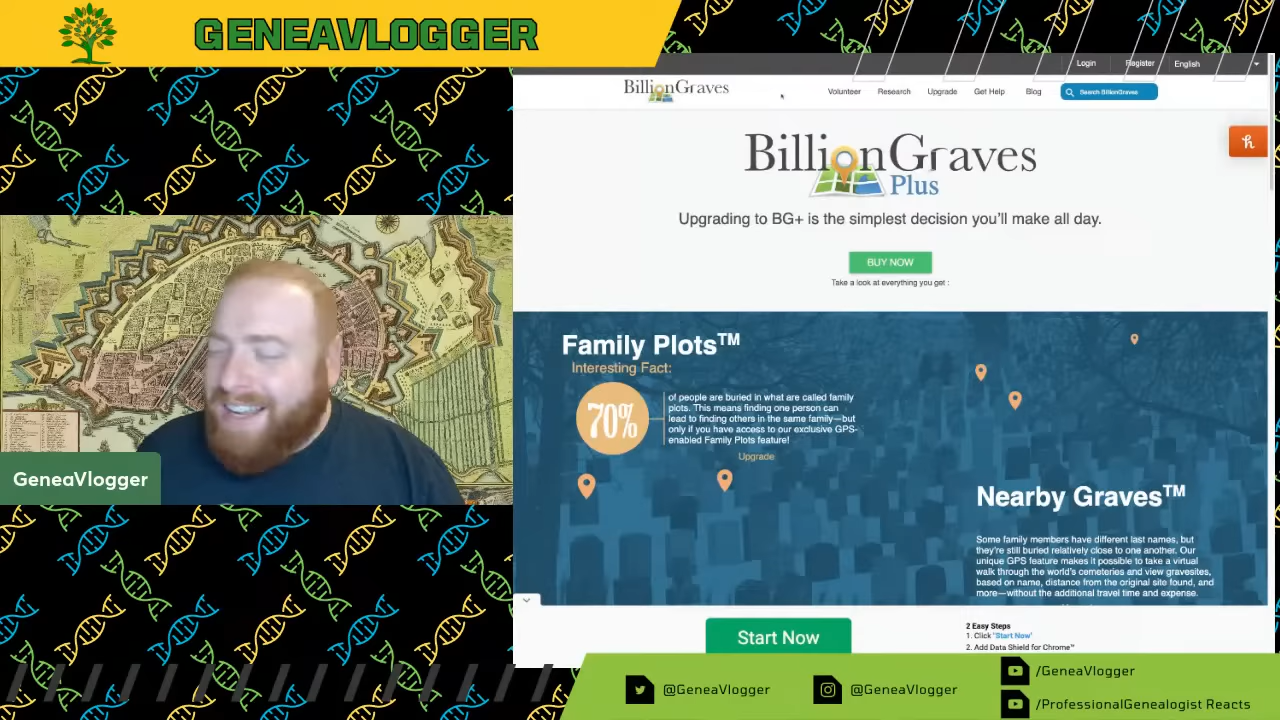 GENEAVLOGGER
Login
Register
English
BillionGraves
Volunteer
Research
Upgrade
Get Help
Blog
Search BillionGraves
BillionGraves
Plus
Upgrading to BG+ is the simplest decision you'll make all day.
BUY NOW
Take a look at everything you get :
Family Plots™
Interesting Fact:
70%
of people are buried in what are called family
plots. This means finding one person can
lead to finding others in the same family—but
only if you have access to our exclusive GPS-
enabled Family Plots feature!
Upgrade
Nearby Graves™
Some family members have different last names, but
they're still buried relatively close to one another. Our
unique GPS feature makes it possible to take a virtual
walk through the world's cemeteries and view gravesites,
based on name, distance from the original site found, and
more—without the additional travel time and expense.
Start Now
2 Easy Steps
1. Click 'Start Now'
2. Add Data Shield for Chrome™
GeneaVlogger
@GeneaVlogger
@GeneaVlogger
/GeneaVlogger
/ProfessionalGenealogist Reacts